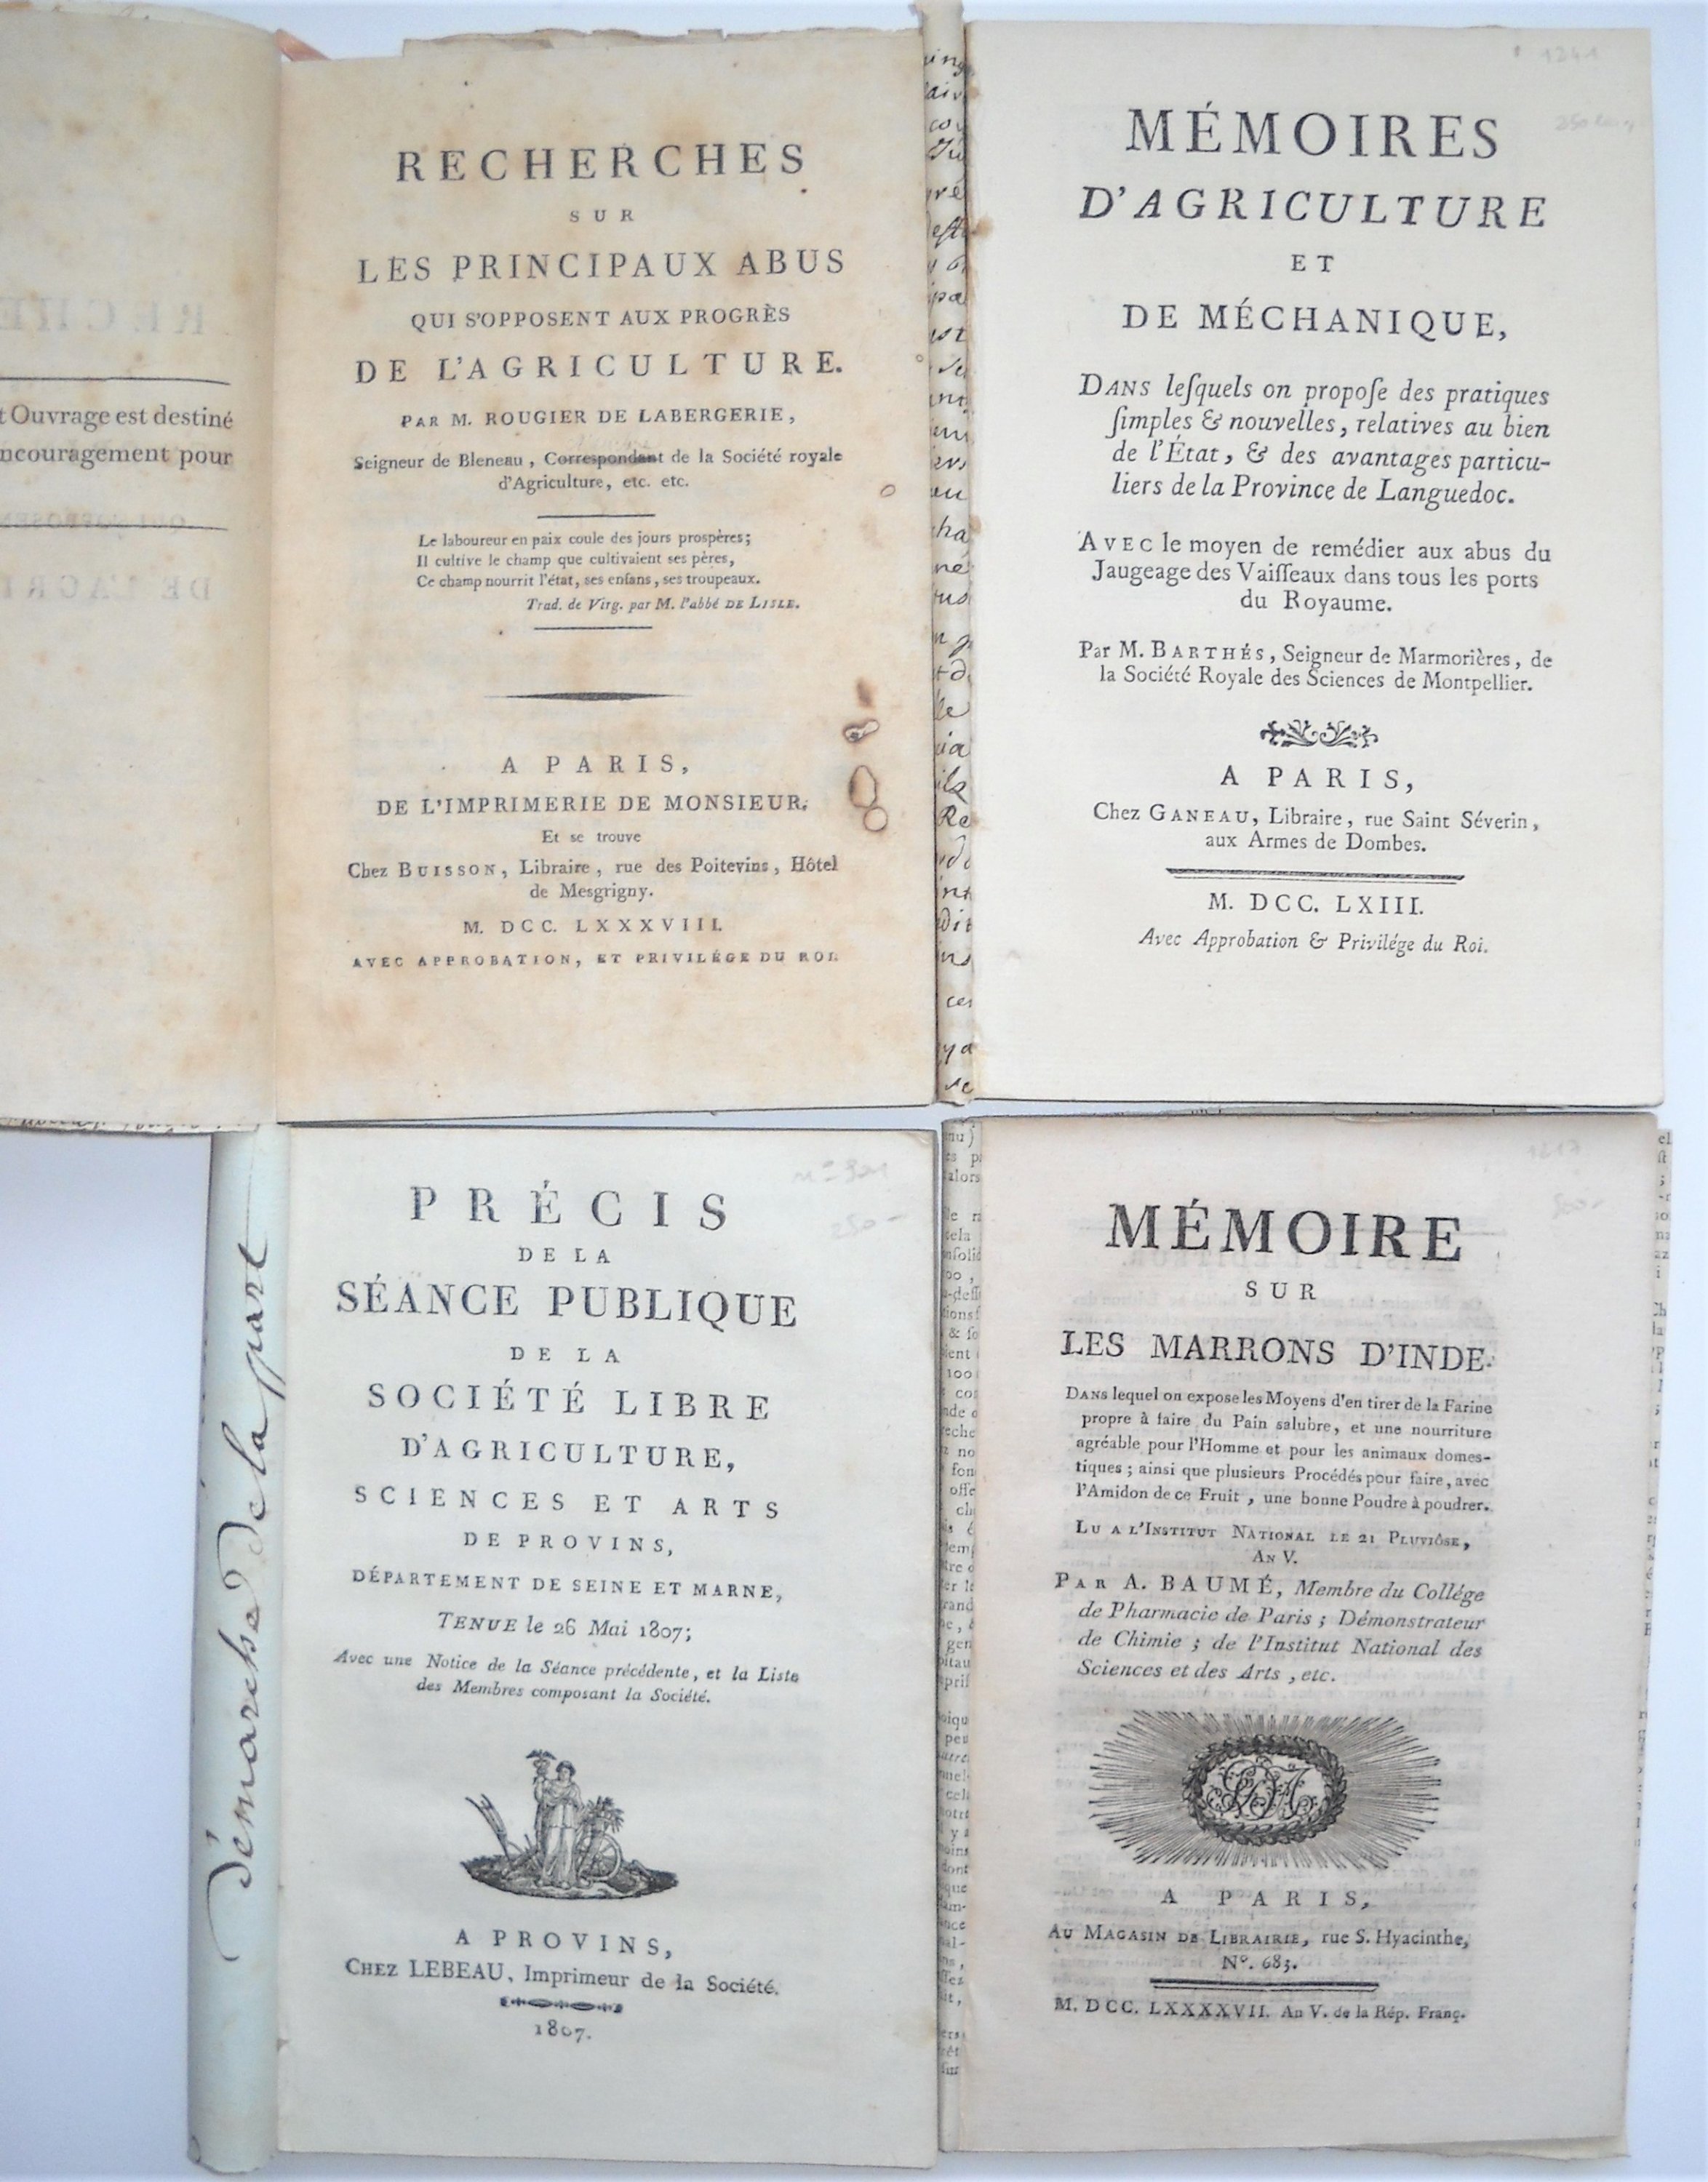 Ouvrage est destiné
pour
RECHERCHES
SUR
LES PRINCIPAUX ABUS
QUI S'OPPOSENT AUX PROGRÈS
DE L'AGRICULTURE.
PAR M. ROUGIER DE LABERGERIE,
Seigneur de Bleneau, Correspondant de la Société royale
d'Agriculture, etc. etc.
Le laboureur en paix coule des jours prospères;
Il cultive le champ que cultivaient ses pères,
Ce champ nourrit l'état, ses enfans, ses troupeaux.
Trad. de Virg. par M. l'abbé DE LISLE.
A PARIS,
DE L'IMPRIMERIE DE MONSIEUR.
Et se trouve
Chez BUISSON, Libraire, rue des Poitevins, Hôtel
de Mesgrigny.
M. DCC. LXXXVIII.
AVEC APPROBATION, ET PRIVILÉGE DU ROI.
1241
MÉMOIRES
D'AGRICULTURE
ET
DE MÉCHANIQUE,
DANS leſquels on propoſe des pratiques
ſimples & nouvelles, relatives au bien
de l'État, & des avantages particu-
liers de la Province de Languedoc.
AVEC le moyen de remédier aux abus du
Jaugeage des Vaiſſeaux dans tous les ports
du Royaume.
Par M. BARTHÉS, Seigneur de Marmorières, de
la Société Royale des Sciences de Montpellier.
A PARIS,
Chez GANEAU, Libraire, rue Saint Séverin,
aux Armes de Dombes.
M. DCC. LXIII.
Avec Approbation & Privilége du Roi.
démarches de la part
PRÉCIS
DE LA
SÉANCE PUBLIQUE
DE LA
SOCIÉTÉ LIBRE
D'AGRICULTURE,
SCIENCES ET ARTS
DE PROVINS,
DÉPARTEMENT DE SEINE ET MARNE,
TENUE le 26 Mai 1807;
Avec une Notice de la Séance précédente, et la Liste
des Membres composant la Société.
A PROVINS,
CHEZ LEBEAU, Imprimeur de la Société.
1807.
1217
MÉMOIRE
SUR
LES MARRONS D'INDE.
DANS lequel on expose les Moyens d'en tirer de la Farine
propre à faire du Pain salubre, et une nourriture
agréable pour l'Homme et pour les animaux domes-
tiques; ainsi que plusieurs Procédés pour faire, avec
l'Amidon de ce Fruit, une bonne Poudre à poudrer.
LU A L'INSTITUT NATIONAL LE 21 PLUVIÔSE,
AN V.
PAR A. BAUMÉ, Membre du Collége
de Pharmacie de Paris; Démonstrateur
de Chimie; de l'Institut National des
Sciences et des Arts, etc.
A PARIS,
AU MAGASIN DE LIBRAIRIE, rue S. Hyacinthe,
N°. 683.
M. DCC. LXXXXVII. An V. de la Rép. Franç.